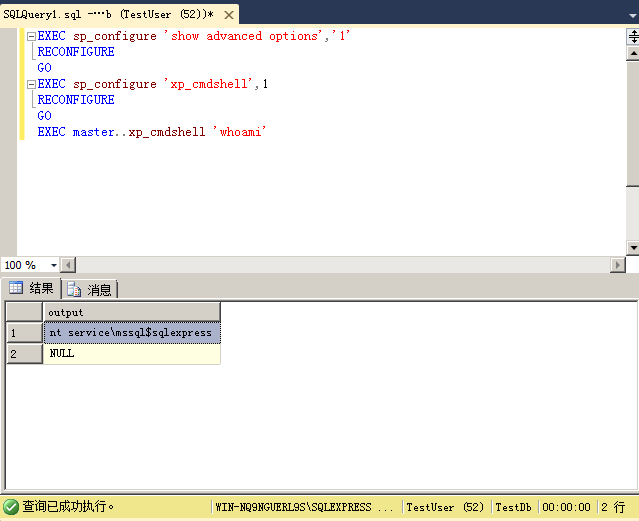 SQLQuery1.sql -...b (TestUser (52))*
EXEC sp_configure 'show advanced options','1'
RECONFIGURE
GO
EXEC sp_configure 'xp_cmdshell',1
RECONFIGURE
GO
EXEC master..xp_cmdshell 'whoami'
100 %
结果 消息
output
1 nt service\mssql$sqlexpress
2 NULL
查询已成功执行。 WIN-NQ9NGUERL9S\SQLEXPRESS ... TestUser (52) TestDb 00:00:00 2 行